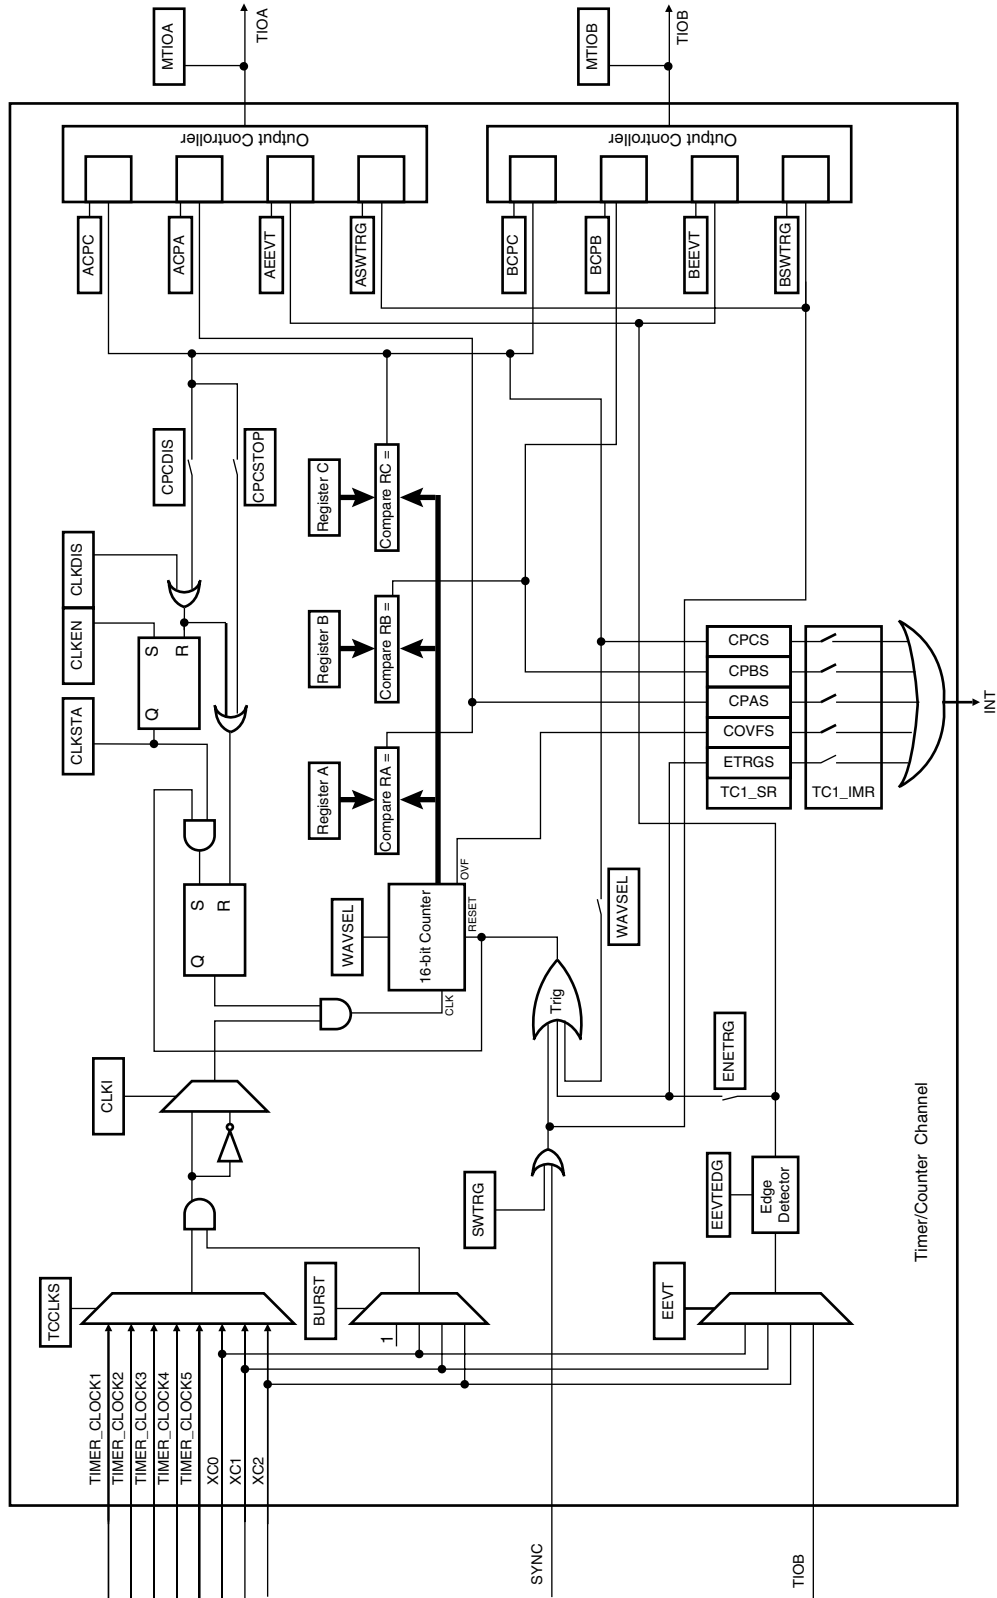 MTIOA
TIOA
MTIOB
TIOB
Output Controller
Output Controller
ACPC
ACPA
AEEVT
ASWTRG
BCPC
BCPB
BEEVT
BSWTRG
CPCDIS
CPCSTOP
CLKDIS
CLKEN
CLKSTA
S
R
Q
S
R
Q
Register C
Compare RC =
Register B
Compare RB =
Register A
Compare RA =
WAVSEL
16-bit Counter
OVF
RESET
CLK
CPCS
CPBS
CPAS
COVFS
ETRGS
TC1_SR
TC1_IMR
INT
WAVSEL
Trig
ENETRG
CLKI
SWTRG
EEVTEDG
Edge
Detector
Timer/Counter Channel
TCCLKS
BURST
1
EEVT
TIMER_CLOCK1
TIMER_CLOCK2
TIMER_CLOCK3
TIMER_CLOCK4
TIMER_CLOCK5
XC0
XC1
XC2
SYNC
TIOB